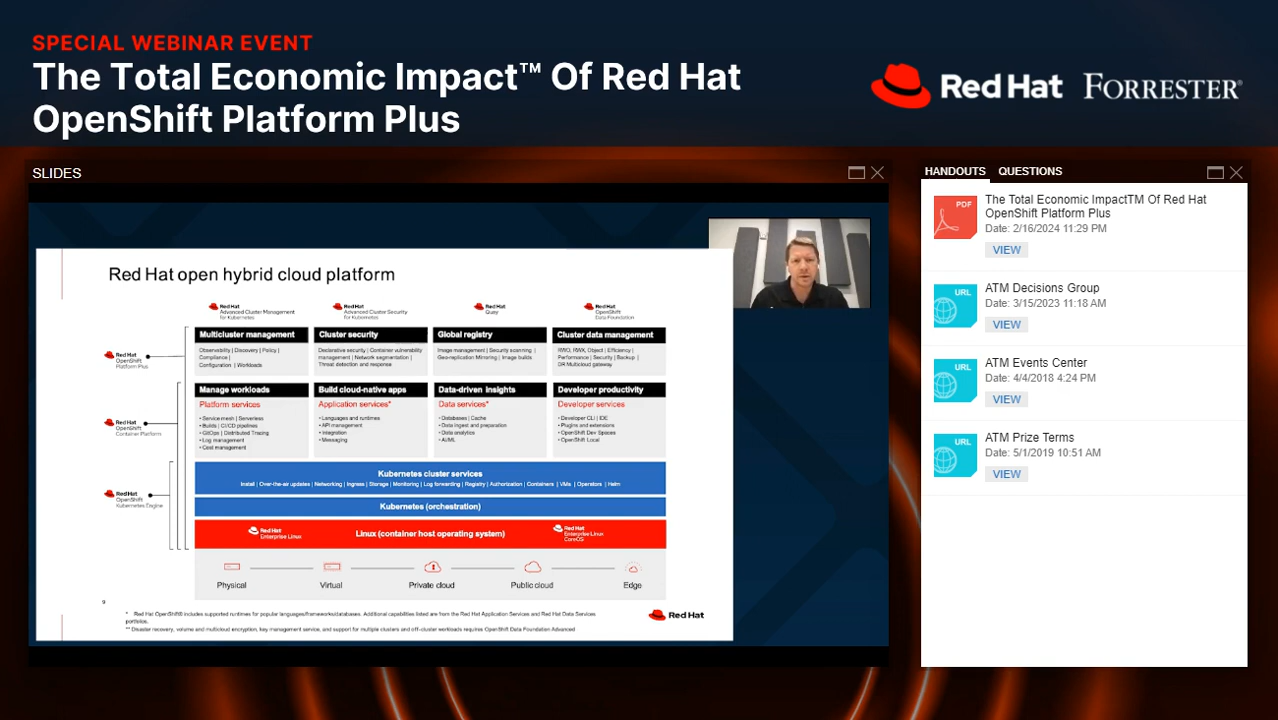 SPECIAL WEBINAR EVENT
The Total Economic Impact™ Of Red Hat
OpenShift Platform Plus
Red Hat
FORRESTER®
SLIDES
Red Hat open hybrid cloud platform
Red Hat
Advanced Cluster Management
for Kubernetes
Red Hat
Advanced Cluster Security
for Kubernetes
Red Hat
Quay
Red Hat
OpenShift
Data Foundation
Red Hat
OpenShift
Platform Plus
Multicluster management
Observability | Discovery | Policy |
Compliance |
Configuration | Workloads
Cluster security
Declarative security | Container vulnerability
management | Network segmentation |
Threat detection and response
Global registry
Image management | Security scanning |
Geo-replication Mirroring | Image builds
Cluster data management
RWO, RWX, Object | Efficiency |
Performance | Security | Backup |
DR Multicloud gateway
Red Hat
OpenShift
Container Platform
Manage workloads
Platform services
• Service mesh | Serverless
• Builds | CI/CD pipelines
• GitOps | Distributed Tracing
• Log management
• Cost management
Build cloud-native apps
Application services*
• Languages and runtimes
• API management
• Integration
• Messaging
Data-driven insights
Data services*
• Databases | Cache
• Data ingest and preparation
• Data analytics
• AI/ML
Developer productivity
Developer services
• Developer CLI | IDE
• Plugins and extensions
• OpenShift Dev Spaces
• OpenShift Local
Red Hat
OpenShift
Kubernetes Engine
Kubernetes cluster services
Install | Over-the-air updates | Networking | Ingress | Storage | Monitoring | Log forwarding | Registry | Authorization | Containers | VMs | Operators | Helm
Kubernetes (orchestration)
Red Hat
Enterprise Linux
Linux (container host operating system)
Red Hat
Enterprise Linux
CoreOS
Physical
Virtual
Private cloud
Public cloud
Edge
9
* Red Hat OpenShift® includes supported runtimes for popular languages/frameworks/databases. Additional capabilities listed are from the Red Hat Application Services and Red Hat Data Services
portfolios.
** Disaster recovery, volume and multicloud encryption, key management service, and support for multiple clusters and off-cluster workloads requires OpenShift Data Foundation Advanced
Red Hat
HANDOUTS
QUESTIONS
PDF
The Total Economic ImpactTM Of Red Hat
OpenShift Platform Plus
Date: 2/16/2024 11:29 PM
VIEW
URL
ATM Decisions Group
Date: 3/15/2023 11:18 AM
VIEW
URL
ATM Events Center
Date: 4/4/2018 4:24 PM
VIEW
URL
ATM Prize Terms
Date: 5/1/2019 10:51 AM
VIEW